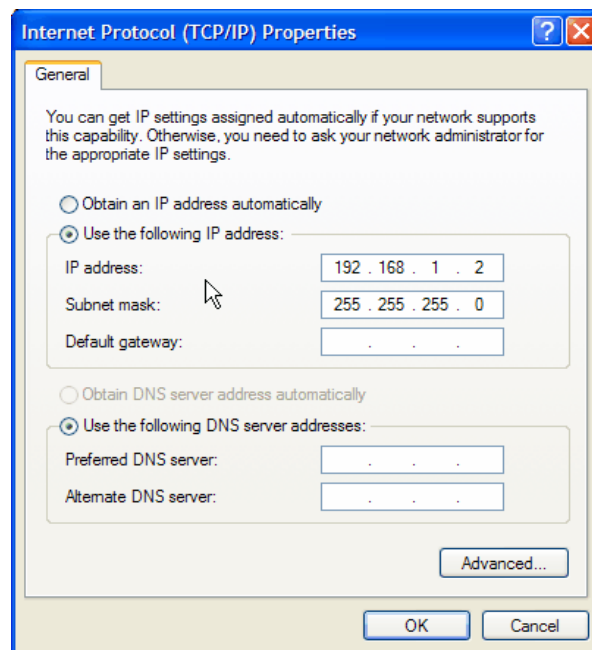 Internet Protocol (TCP/IP) Properties
General
You can get IP settings assigned automatically if your network supports
this capability. Otherwise, you need to ask your network administrator for
the appropriate IP settings.
Obtain an IP address automatically
Use the following IP address:
IP address: 192 . 168 . 1 . 2
Subnet mask: 255 . 255 . 255 . 0
Default gateway: . . .
Obtain DNS server address automatically
Use the following DNS server addresses:
Preferred DNS server: . . .
Alternate DNS server: . . .
Advanced...
OK Cancel